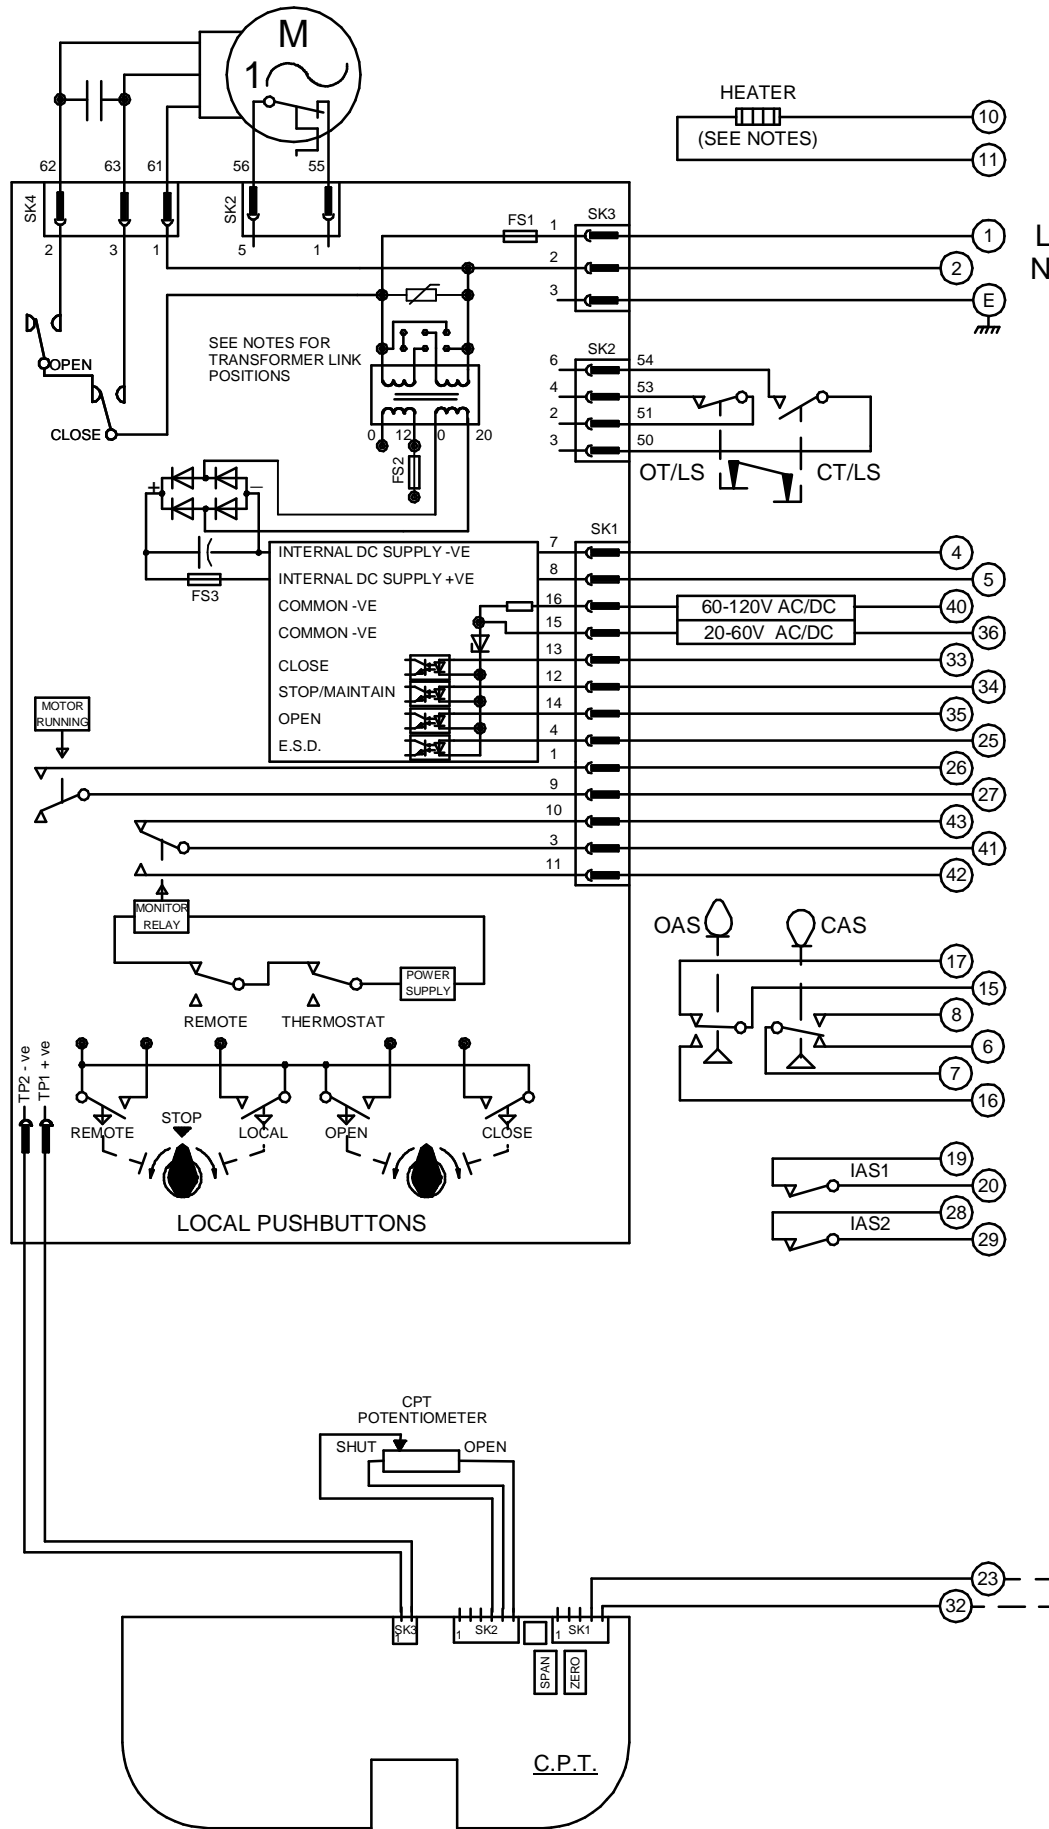 M
1
HEATER
(SEE NOTES)
10
11
62 63 61 56 55
SK4
SK2
2 3 1 5 1
FS1
SK3
1
1
L
2
2
N
3
E
SEE NOTES FOR
TRANSFORMER LINK
POSITIONS
OPEN
CLOSE
0 12 0 20
FS2
SK2
6 54
4 53
2 51
3 50
OT/LS
CT/LS
+ −
FS3
SK1
INTERNAL DC SUPPLY -VE 7 4
INTERNAL DC SUPPLY +VE 8 5
COMMON -VE 16 60-120V AC/DC 40
COMMON -VE 15 20-60V AC/DC 36
CLOSE 13 33
STOP/MAINTAIN 12 34
OPEN 14 35
E.S.D. 4 25
1 26
9 27
10 43
3 41
11 42
MOTOR
RUNNING
MONITOR
RELAY
POWER
SUPPLY
REMOTE
THERMOSTAT
OAS
CAS
17
15
8
6
7
16
TP2 - ve
TP1 + ve
REMOTE
STOP
LOCAL
OPEN
CLOSE
LOCAL PUSHBUTTONS
IAS1
19
20
IAS2
28
29
CPT
POTENTIOMETER
SHUT
OPEN
23
32
SK3
1
SK2
1
SK1
1
SPAN
ZERO
C.P.T.